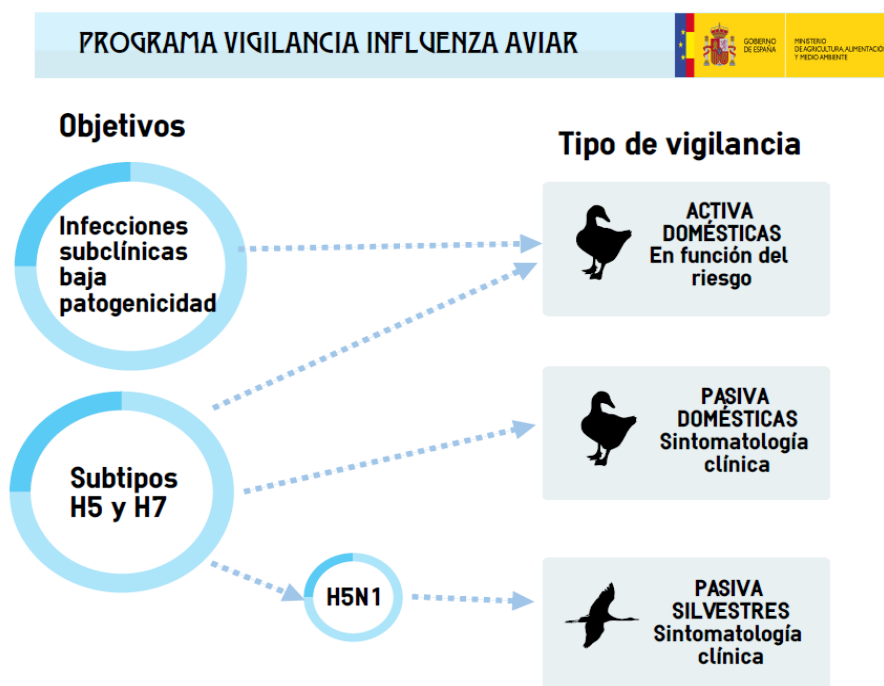 PROGRAMA VIGILANCIA INFLUENZA AVIAR
GOBIERNO
DE ESPAÑA
MINISTERIO
DE AGRICULTURA, ALIMENTACIÓN
Y MEDIO AMBIENTE
Objetivos
Infecciones
subclínicas
baja
patogenicidad
Subtipos
H5 y H7
H5N1
Tipo de vigilancia
ACTIVA
DOMÉSTICAS
En función del
riesgo
PASIVA
DOMÉSTICAS
Sintomatología
clínica
PASIVA
SILVESTRES
Sintomatología
clínica